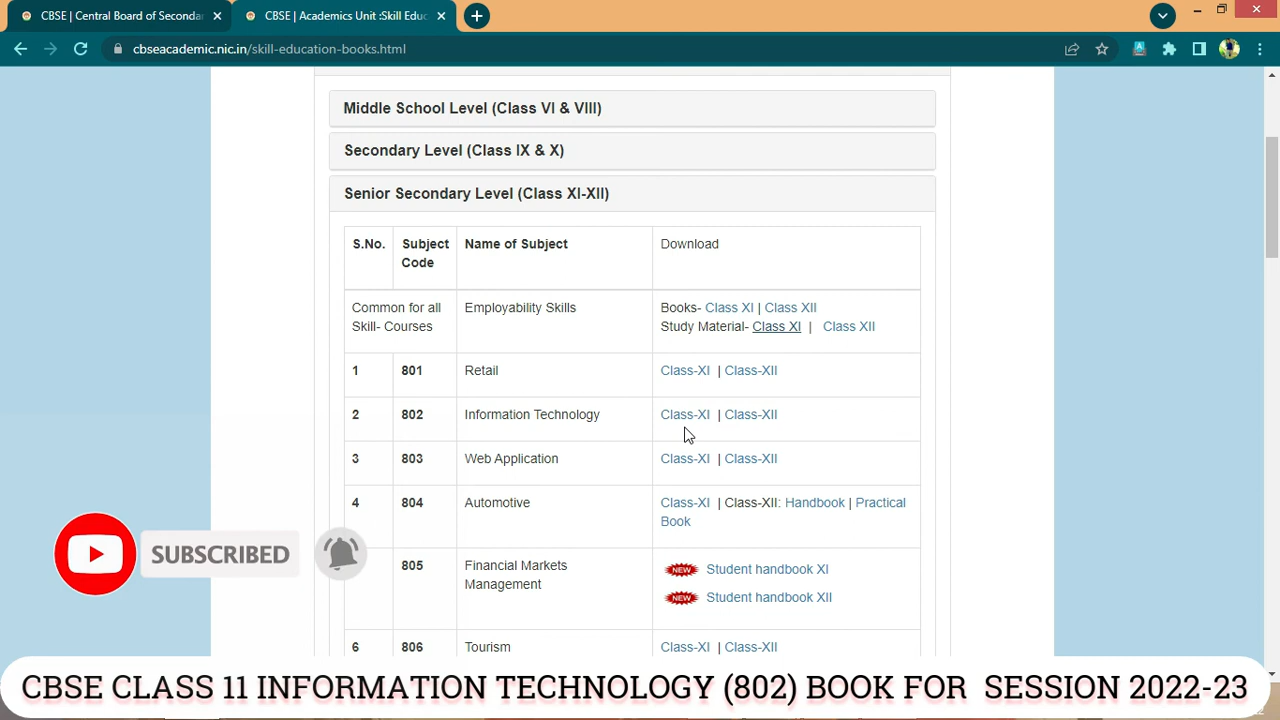 CBSE | Central Board of Secondar
CBSE | Academics Unit :Skill Educ
cbseacademic.nic.in/skill-education-books.html
Middle School Level (Class VI & VIII)
Secondary Level (Class IX & X)
Senior Secondary Level (Class XI-XII)
S.No. Subject Code Name of Subject Download
Common for all Skill- Courses Employability Skills Books- Class XI | Class XII
Study Material- Class XI | Class XII
1 801 Retail Class-XI | Class-XII
2 802 Information Technology Class-XI | Class-XII
3 803 Web Application Class-XI | Class-XII
4 804 Automotive Class-XI | Class-XII: Handbook | Practical
Book
805 Financial Markets NEW Student handbook XI
Management NEW Student handbook XII
6 806 Tourism Class-XI | Class-XII
SUBSCRIBED
CBSE CLASS 11 INFORMATION TECHNOLOGY (802) BOOK FOR SESSION 2022-23